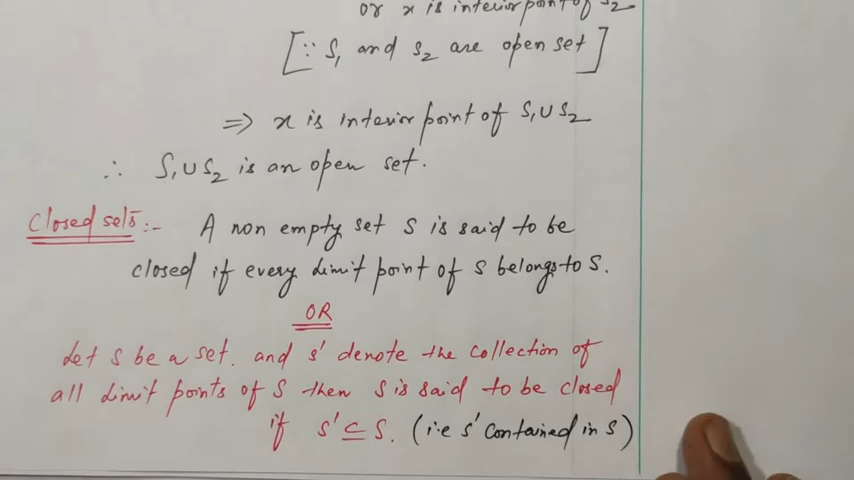 or x is interior point of S₂
[∵ S₁ and S₂ are open set]
⇒ x is interior point of S₁∪S₂
∴ S₁∪S₂ is an open set.
Closed sets:- A non empty set S is said to be
closed if every limit point of S belongs to S.
OR
Let S be a set. and S' denote the collection of
all limit points of S then S is said to be closed
if S' ⊆ S. (i.e S' contained in S)